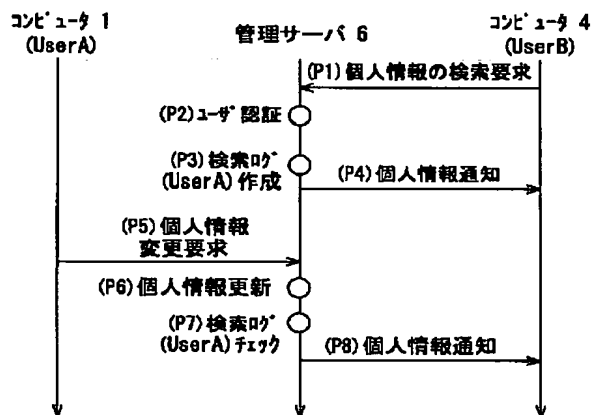 コンピュータ 1
(UserA)
管理サーバ 6
コンピュータ 4
(UserB)
(P1)個人情報の検索要求
(P2)ユーザ認証
(P3)検索ログ
(UserA)作成
(P4)個人情報通知
(P5)個人情報
変更要求
(P6)個人情報更新
(P7)検索ログ
(UserA)チェック
(P8)個人情報通知